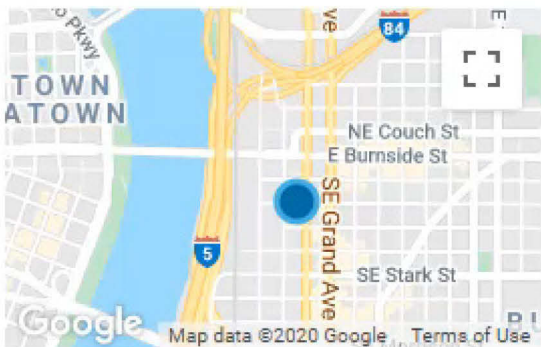 Pkwy
TOWN
ATOWN
84
NE Couch St
E Burnside St
SE Grand Ave
5
SE Stark St
Google
Map data ©2020 Google
Terms of Use